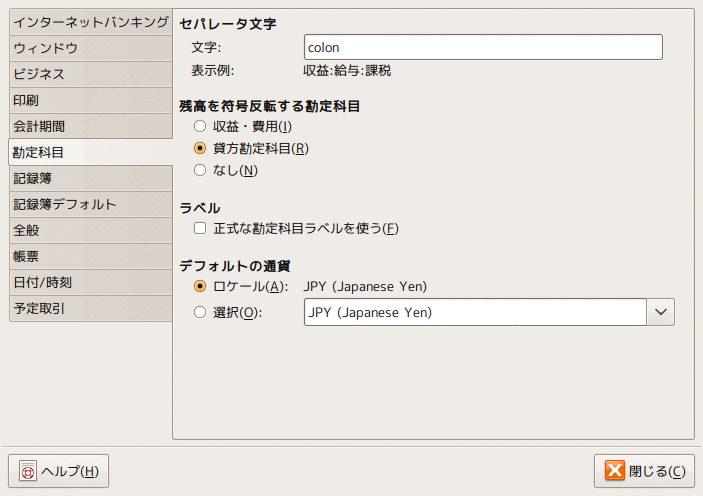 インターネットバンキング
ウィンドウ
ビジネス
印刷
会計期間
勘定科目
記録簿
記録簿デフォルト
全般
帳票
日付/時刻
予定取引
セパレータ文字
文字: colon
表示例: 収益:給与:課税
残高を符号反転する勘定科目
収益・費用(I)
貸方勘定科目(R)
なし(N)
ラベル
正式な勘定科目ラベルを使う(F)
デフォルトの通貨
ロケール(A): JPY (Japanese Yen)
選択(O): JPY (Japanese Yen)
ヘルプ(H)
閉じる(C)